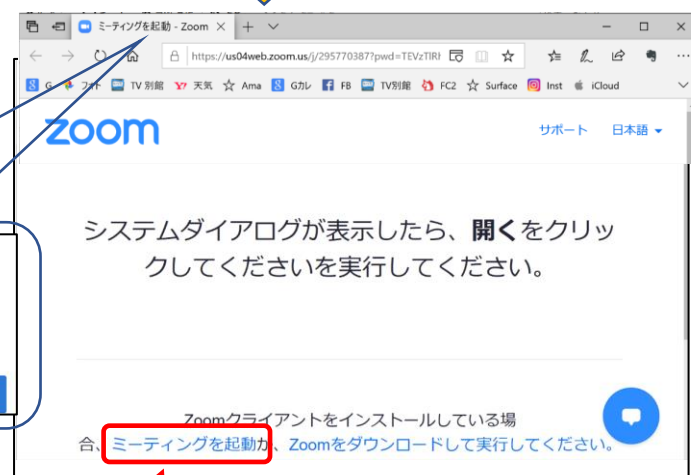 ミーティングを起動 - Zoom
https://us04web.zoom.us/j/295770387?pwd=TEVzTlRH
G フォト TV 別館 天気 Ama Gカレ FB TV別館 FC2 Surface Inst iCloud
zoom サポート 日本語
システムダイアログが表示したら、開くをクリッ
クしてくださいを実行してください。
Zoomクライアントをインストールしている場
合、ミーティングを起動か、Zoomをダウンロードして実行してください。